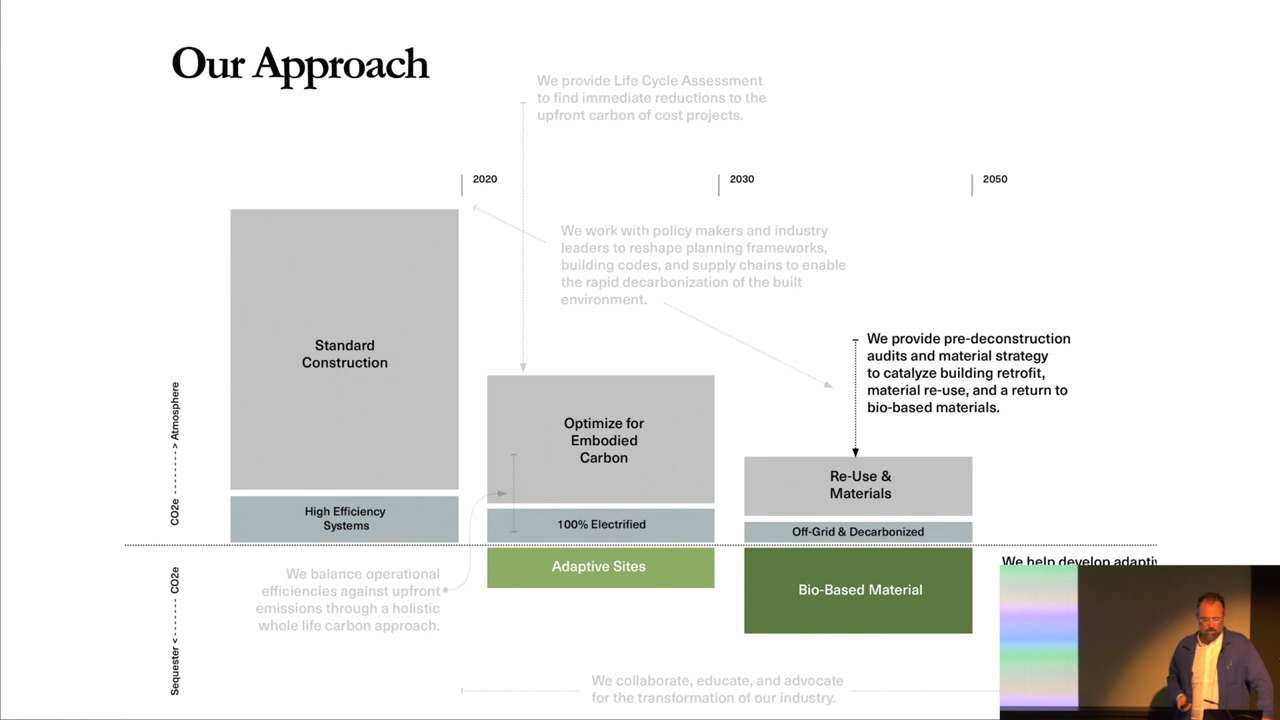 Our Approach
We provide Life Cycle Assessment
to find immediate reductions to the
upfront carbon of cost projects.
2020
2030
2050
We work with policy makers and industry
leaders to reshape planning frameworks,
building codes, and supply chains to enable
the rapid decarbonization of the built
environment.
We provide pre-deconstruction
audits and material strategy
to catalyze building retrofit,
material re-use, and a return to
bio-based materials.
Standard
Construction
High Efficiency
Systems
Optimize for
Embodied
Carbon
100% Electrified
Adaptive Sites
Re-Use &
Materials
Off-Grid & Decarbonized
Bio-Based Material
CO2e -------> Atmosphere
Sequester <------- CO2e
We balance operational
efficiencies against upfront
emissions through a holistic
whole life carbon approach.
We help develop
We collaborate, educate, and advocate
for the transformation of our industry.